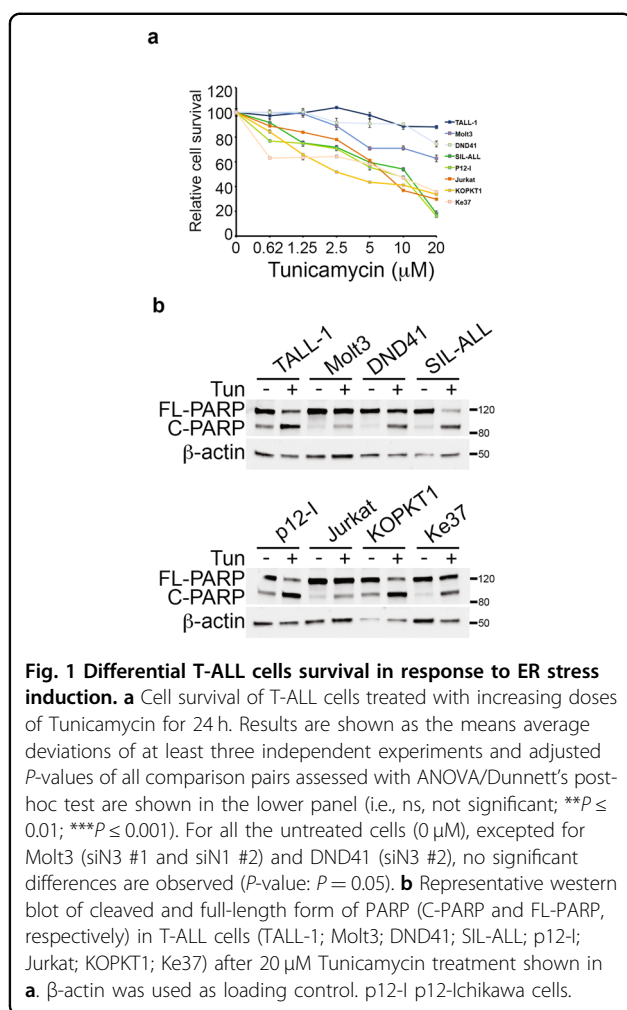 a
120
100
80
60
40
20
0
Relative cell survival
0 0.62 1.25 2.5 5 10 20
Tunicamycin (µM)
TALL-1
Molt3
DND41
SIL-ALL
P12-I
Jurkat
KOPKT1
Ke37
b
TALL-1 Molt3 DND41 SIL-ALL
Tun - + - + - + - +
FL-PARP 120
C-PARP 80
β-actin 50
p12-I Jurkat KOPKT1 Ke37
Tun - + - + - + - +
FL-PARP 120
C-PARP 80
β-actin 50
Fig. 1 Differential T-ALL cells survival in response to ER stress
induction. a Cell survival of T-ALL cells treated with increasing doses
of Tunicamycin for 24 h. Results are shown as the means average
deviations of at least three independent experiments and adjusted
P-values of all comparison pairs assessed with ANOVA/Dunnett's post-
hoc test are shown in the lower panel (i.e., ns, not significant; **P ≤
0.01; ***P ≤ 0.001). For all the untreated cells (0 µM), excepted for
Molt3 (siN3 #1 and siN1 #2) and DND41 (siN3 #2), no significant
differences are observed (P-value: P = 0.05). b Representative western
blot of cleaved and full-length form of PARP (C-PARP and FL-PARP,
respectively) in T-ALL cells (TALL-1; Molt3; DND41; SIL-ALL; p12-I;
Jurkat; KOPKT1; Ke37) after 20 µM Tunicamycin treatment shown in
a. β-actin was used as loading control. p12-I p12-Ichikawa cells.